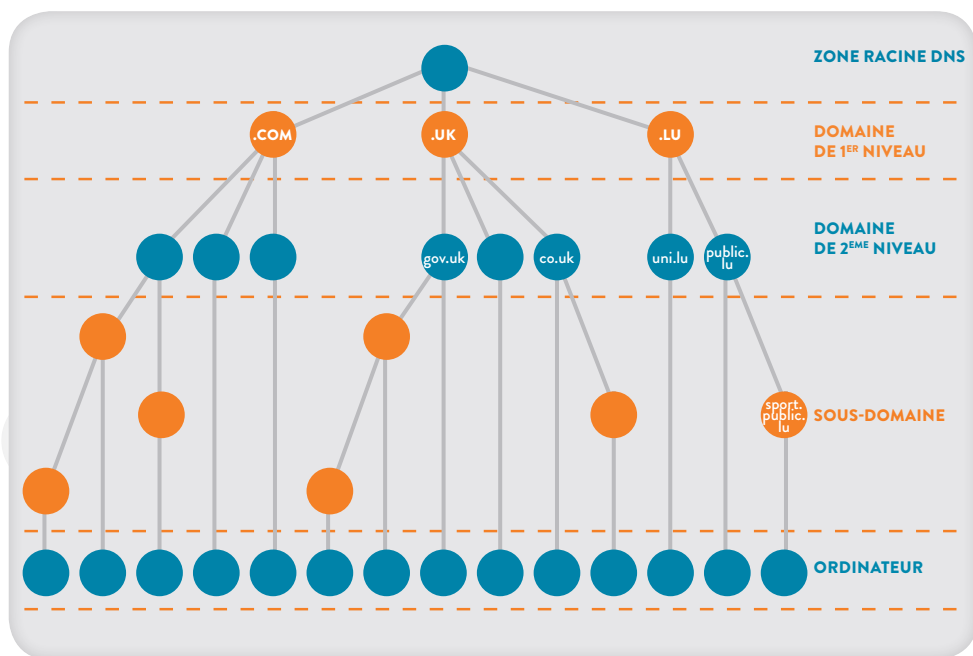 ZONE RACINE DNS
.COM
.UK
.LU
DOMAINE
DE 1ER NIVEAU
DOMAINE
DE 2EME NIVEAU
gov.uk
co.uk
uni.lu
public.
lu
sport.
public.
lu
SOUS-DOMAINE
ORDINATEUR